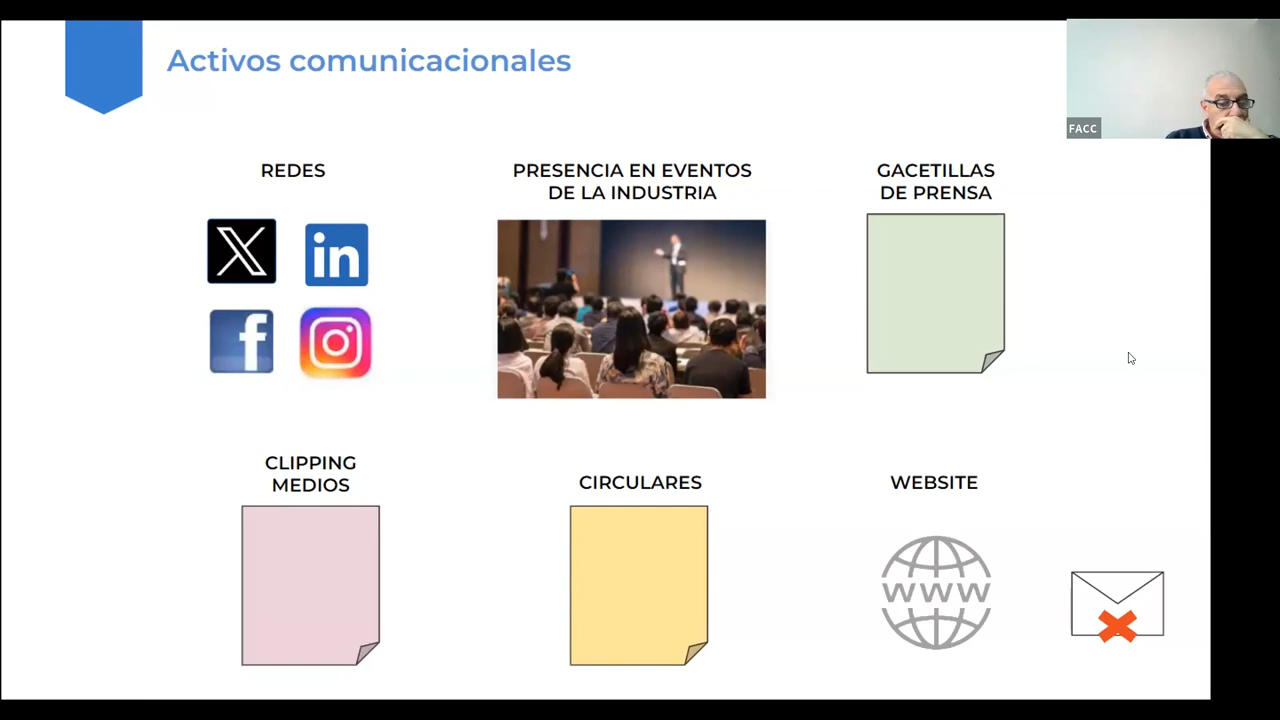 Activos comunicacionales
FACC
REDES
PRESENCIA EN EVENTOS
DE LA INDUSTRIA
GACETILLAS
DE PRENSA
X
in
f
CLIPPING
MEDIOS
CIRCULARES
WEBSITE
WWW